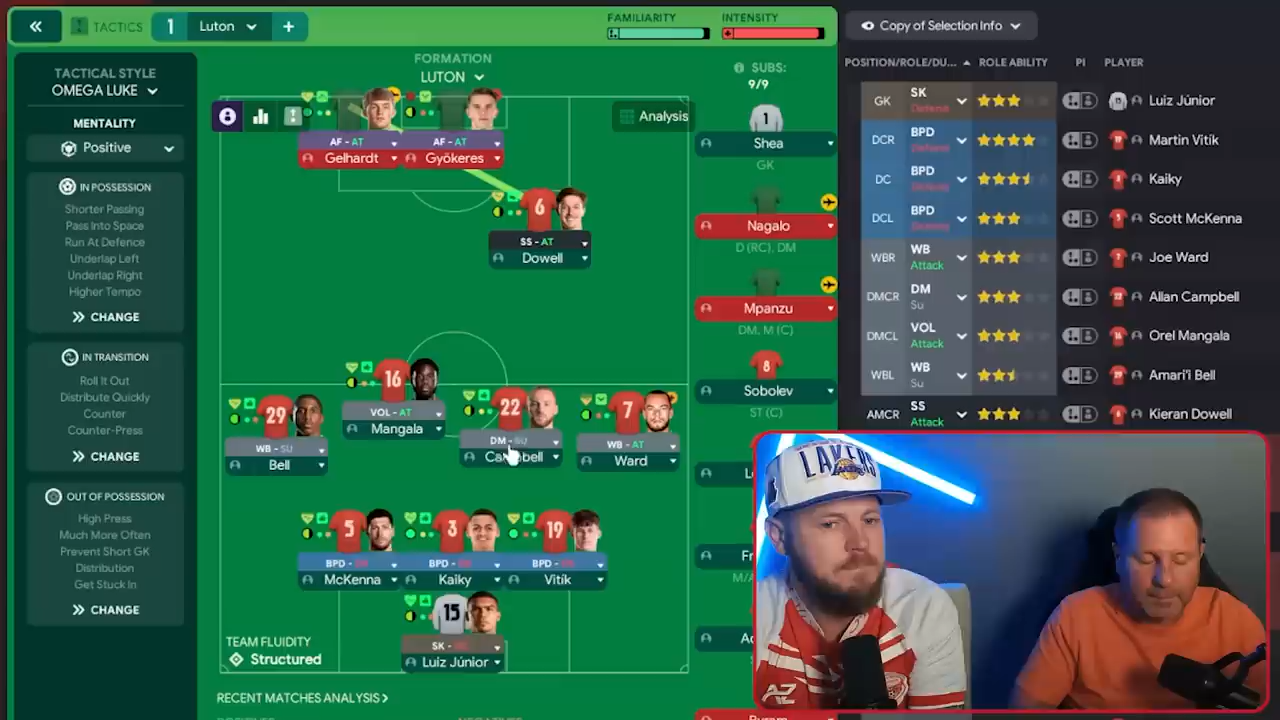 TACTICS
1
Luton
+
FAMILIARITY
INTENSITY
Copy of Selection Info
TACTICAL STYLE
OMEGA LUKE
MENTALITY
Positive
IN POSSESSION
Shorter Passing
Pass Into Space
Run At Defence
Underlap Left
Underlap Right
Higher Tempo
CHANGE
IN TRANSITION
Roll It Out
Distribute Quickly
Counter
Counter-Press
CHANGE
OUT OF POSSESSION
High Press
Much More Often
Prevent Short GK
Distribution
Get Stuck In
CHANGE
FORMATION
LUTON
Analysis
AF - AT
Gelhardt
AF - AT
Gyökeres
6
SS - AT
Dowell
16
VOL - AT
Mangala
29
WB - SU
Bell
22
DM - SU
Campbell
7
WB - AT
Ward
5
BPD -
McKenna
3
BPD -
Kaiky
19
BPD -
Vitík
15
SK -
Luiz Júnior
TEAM FLUIDITY
Structured
RECENT MATCHES ANALYSIS
SUBS:
9/9
1
Shea
GK
Nagalo
D (RC), DM
Mpanzu
DM, M (C)
8
Sobolev
ST (C)
POSITION/ROLE/DU... ROLE ABILITY PI PLAYER
GK SK Defend Luiz Júnior
DCR BPD Defend Martin Vitík
DC BPD Defend Kaiky
DCL BPD Scott McKenna
WBR WB Attack Joe Ward
DMCR DM Su Allan Campbell
DMCL VOL Attack Orel Mangala
WBL WB Su Amari'i Bell
AMCR SS Attack Kieran Dowell
LAKERS